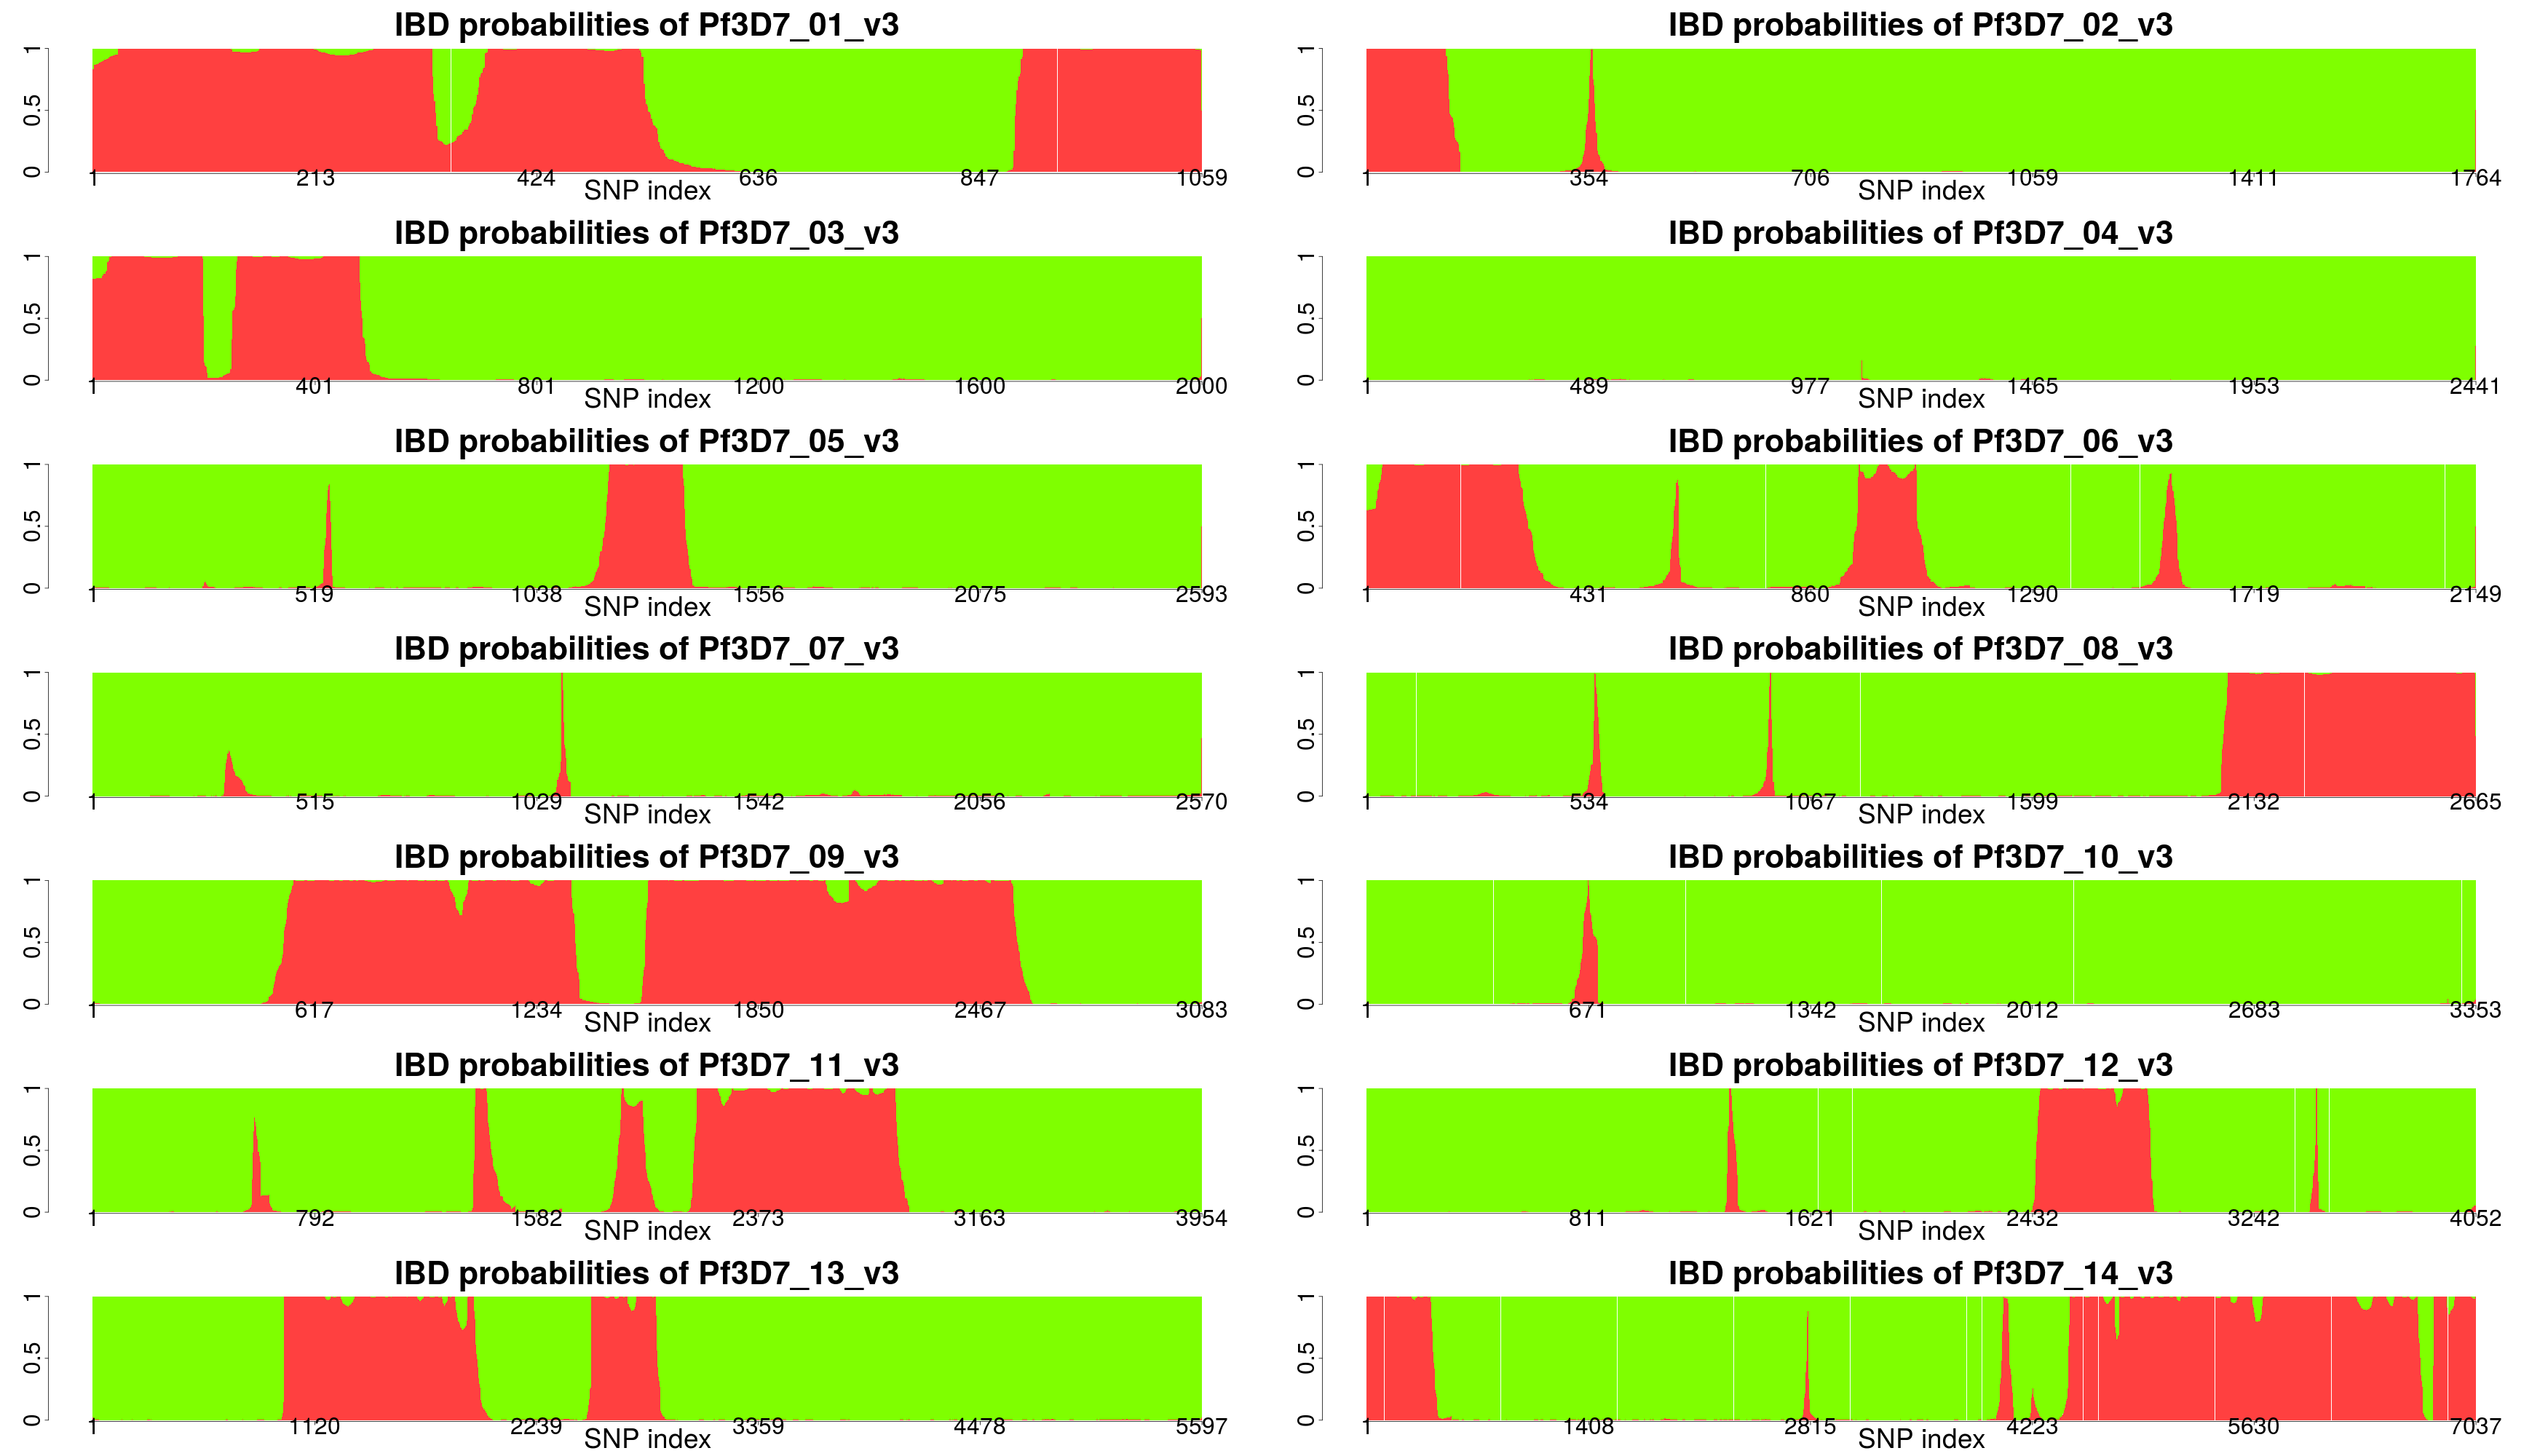 IBD probabilities of Pf3D7_01_v3
0 0.5 1
1 213 424 636 847 1059
SNP index
IBD probabilities of Pf3D7_02_v3
0 0.5 1
1 354 706 1059 1411 1764
SNP index
IBD probabilities of Pf3D7_03_v3
0 0.5 1
1 401 801 1200 1600 2000
SNP index
IBD probabilities of Pf3D7_04_v3
0 0.5 1
1 489 977 1465 1953 2441
SNP index
IBD probabilities of Pf3D7_05_v3
0 0.5 1
1 519 1038 1556 2075 2593
SNP index
IBD probabilities of Pf3D7_06_v3
0 0.5 1
1 431 860 1290 1719 2149
SNP index
IBD probabilities of Pf3D7_07_v3
0 0.5 1
1 515 1029 1542 2056 2570
SNP index
IBD probabilities of Pf3D7_08_v3
0 0.5 1
1 534 1067 1599 2132 2665
SNP index
IBD probabilities of Pf3D7_09_v3
0 0.5 1
1 617 1234 1850 2467 3083
SNP index
IBD probabilities of Pf3D7_10_v3
0 0.5 1
1 671 1342 2012 2683 3353
SNP index
IBD probabilities of Pf3D7_11_v3
0 0.5 1
1 792 1582 2373 3163 3954
SNP index
IBD probabilities of Pf3D7_12_v3
0 0.5 1
1 811 1621 2432 3242 4052
SNP index
IBD probabilities of Pf3D7_13_v3
0 0.5 1
1 1120 2239 3359 4478 5597
SNP index
IBD probabilities of Pf3D7_14_v3
0 0.5 1
1 1408 2815 4223 5630 7037
SNP index